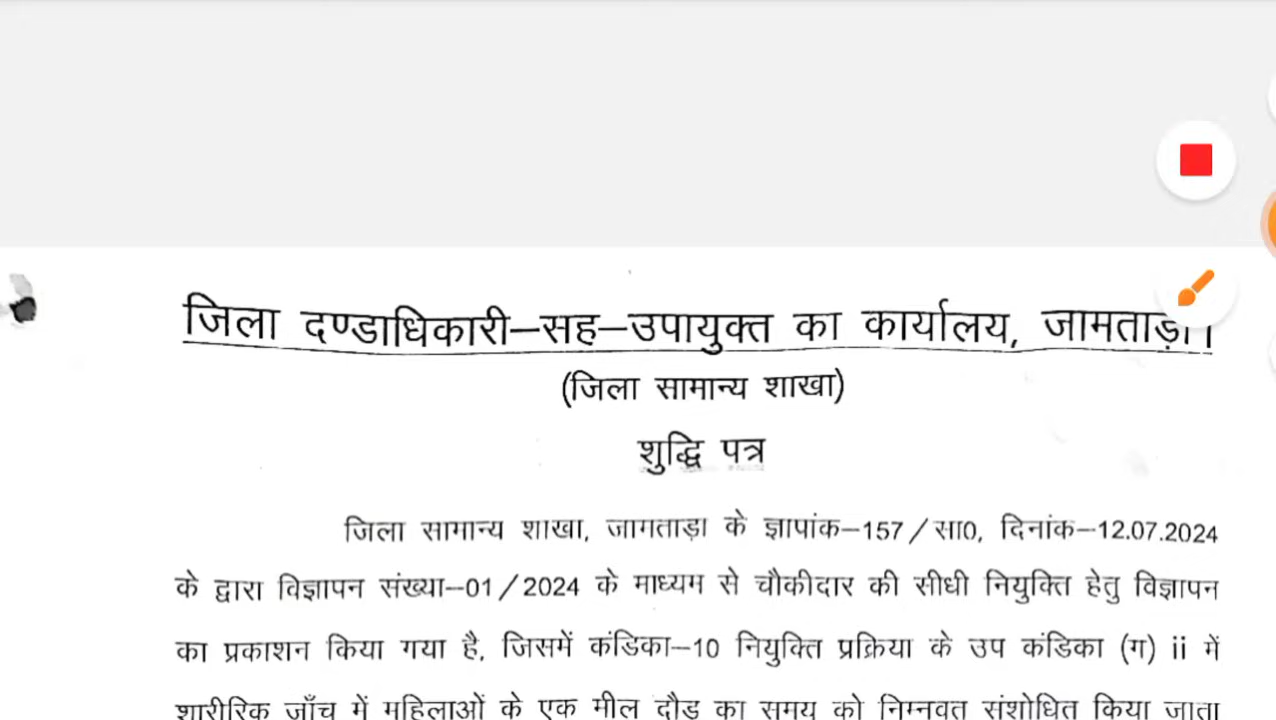 जिला दण्डाधिकारी–सह–उपायुक्त का कार्यालय, जामताड़ा।
(जिला सामान्य शाखा)
शुद्धि पत्र
जिला सामान्य शाखा, जामताड़ा के ज्ञापांक–157/सा0, दिनांक–12.07.2024
के द्वारा विज्ञापन संख्या–01/2024 के माध्यम से चौकीदार की सीधी नियुक्ति हेतु विज्ञापन
का प्रकाशन किया गया है, जिसमें कंडिका–10 नियुक्ति प्रक्रिया के उप कंडिका (ग) ii में
शारीरिक जाँच में महिलाओं के एक मील दौड़ का समय को निम्नवत संशोधित किया जाता